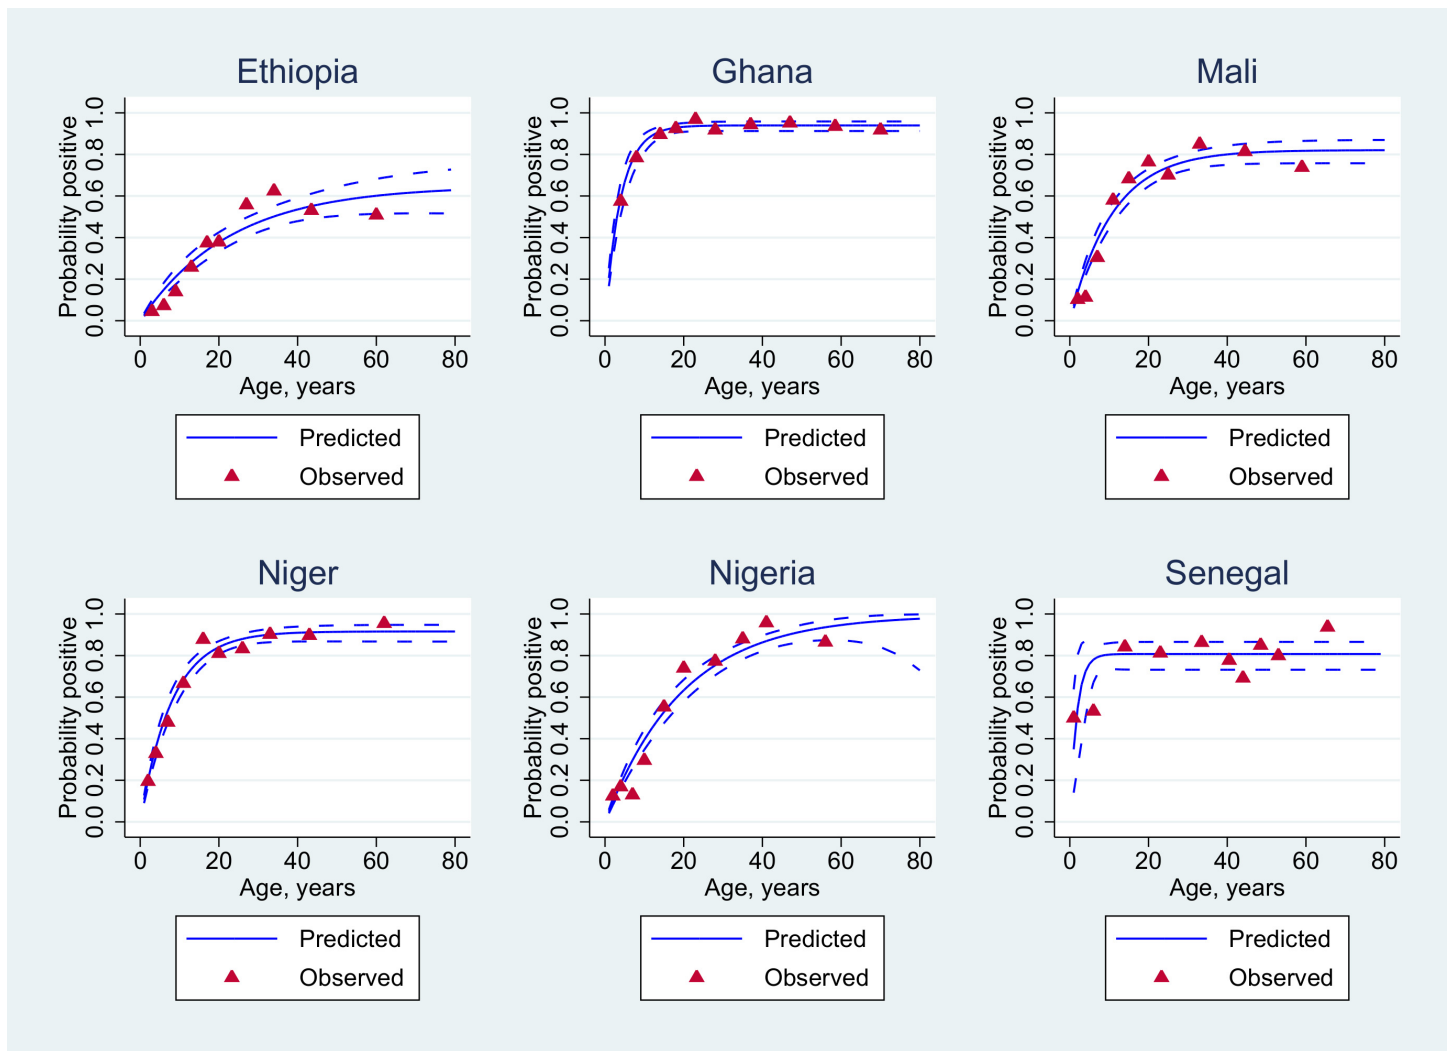 Ethiopia
Probability positive
0.0 0.2 0.4 0.6 0.8 1.0
0 20 40 60 80
Age, years
Predicted
Observed
Ghana
Probability positive
0.0 0.2 0.4 0.6 0.8 1.0
0 20 40 60 80
Age, years
Predicted
Observed
Mali
Probability positive
0.0 0.2 0.4 0.6 0.8 1.0
0 20 40 60 80
Age, years
Predicted
Observed
Niger
Probability positive
0.0 0.2 0.4 0.6 0.8 1.0
0 20 40 60 80
Age, years
Predicted
Observed
Nigeria
Probability positive
0.0 0.2 0.4 0.6 0.8 1.0
0 20 40 60 80
Age, years
Predicted
Observed
Senegal
Probability positive
0.0 0.2 0.4 0.6 0.8 1.0
0 20 40 60 80
Age, years
Predicted
Observed